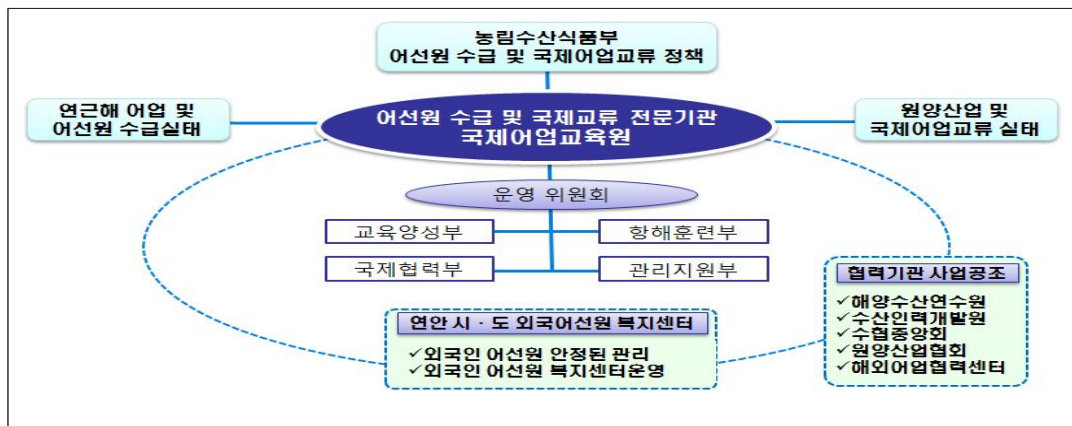 농림수산식품부
어선원 수급 및 국제어업교류 정책
연근해 어업 및
어선원 수급실태
어선원 수급 및 국제교류 전문기관
국제어업교육원
원양산업 및
국제어업교류 실태
운영 위원회
교육양성부
항해훈련부
국제협력부
관리지원부
협력기관 사업공조
✓해양수산연수원
✓수산인력개발원
✓수협중앙회
✓원양산업협회
✓해외어업협력센터
연안 시·도 외국어선원 복지센터
✓외국인 어선원 안정된 관리
✓외국인 어선원 복지센터운영